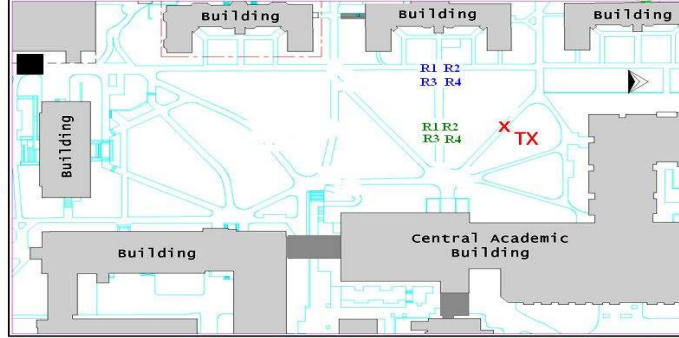 Building
Building
Building
R1 R2
R3 R4
Building
R1 R2
R3 R4
X
TX
Building
Central Academic
Building